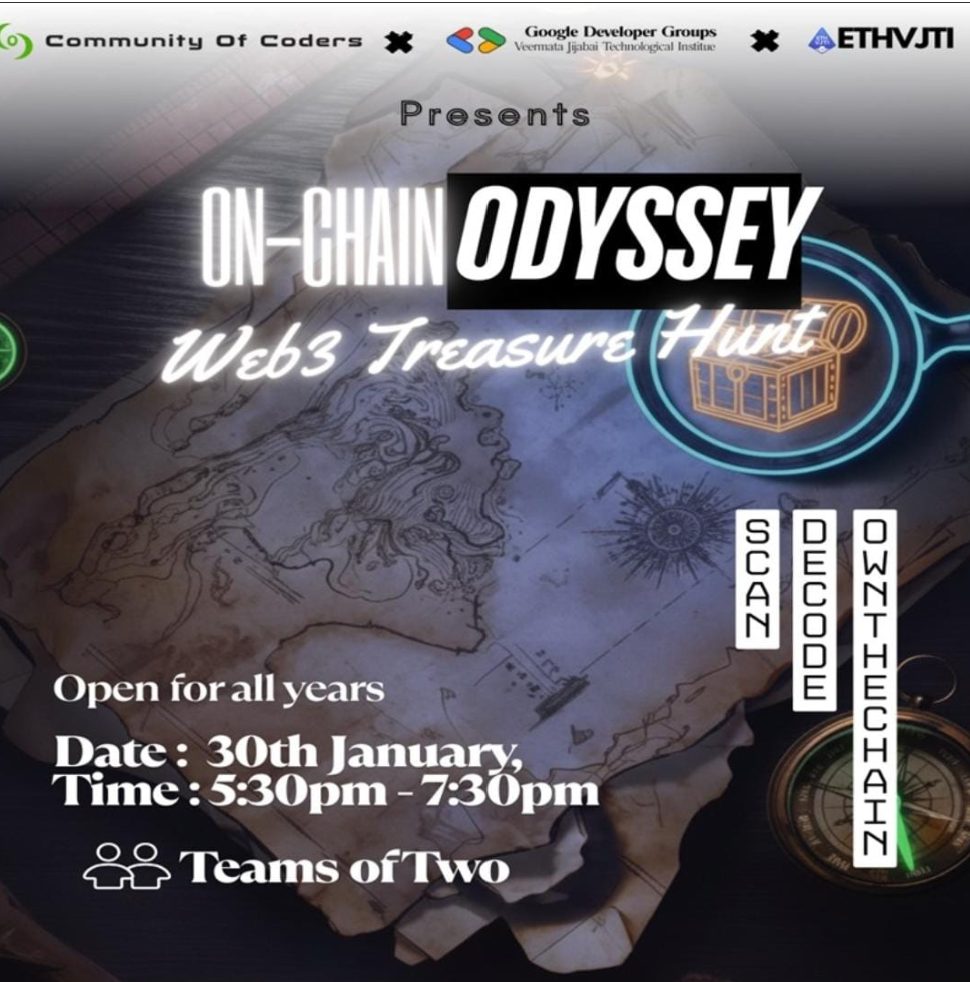 Community Of Coders
Google Developer Groups
Veermata Jijabai Technological Institue
ETHVJTI
Presents
ON-CHAIN ODYSSEY
Web3 Treasure Hunt
SCAN
DECODE
OWNTHECHAIN
Open for all years
Date : 30th January,
Time : 5:30pm - 7:30pm
Teams of Two